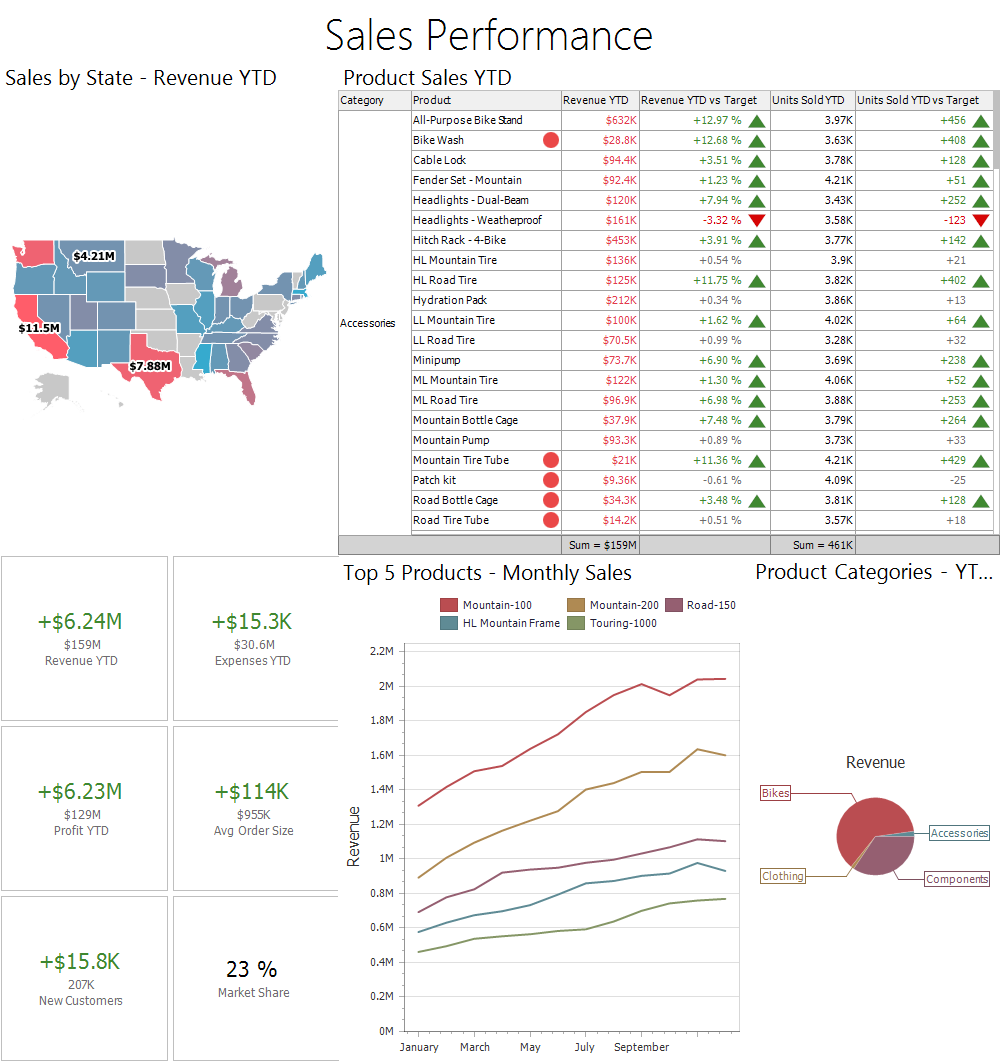 Sales Performance
Sales by State - Revenue YTD
$4.21M
$11.5M
$7.88M
Product Sales YTD
Category Product Revenue YTD Revenue YTD vs Target Units Sold YTD Units Sold YTD vs Target
Accessories
All-Purpose Bike Stand $632K +12.97 % 3.97K +456
Bike Wash $28.8K +12.68 % 3.63K +408
Cable Lock $94.4K +3.51 % 3.78K +128
Fender Set - Mountain $92.4K +1.23 % 4.21K +51
Headlights - Dual-Beam $120K +7.94 % 3.43K +252
Headlights - Weatherproof $161K -3.32 % 3.58K -123
Hitch Rack - 4-Bike $453K +3.91 % 3.77K +142
HL Mountain Tire $136K +0.54 % 3.9K +21
HL Road Tire $125K +11.75 % 3.82K +402
Hydration Pack $212K +0.34 % 3.86K +13
LL Mountain Tire $100K +1.62 % 4.02K +64
LL Road Tire $70.5K +0.99 % 3.28K +32
Minipump $73.7K +6.90 % 3.69K +238
ML Mountain Tire $122K +1.30 % 4.06K +52
ML Road Tire $96.9K +6.98 % 3.88K +253
Mountain Bottle Cage $37.9K +7.48 % 3.79K +264
Mountain Pump $93.3K +0.89 % 3.73K +33
Mountain Tire Tube $21K +11.36 % 4.21K +429
Patch kit $9.36K -0.61 % 4.09K -25
Road Bottle Cage $34.3K +3.48 % 3.81K +128
Road Tire Tube $14.2K +0.51 % 3.57K +18
Sum = $159M Sum = 461K
+$6.24M
$159M
Revenue YTD
+$15.3K
$30.6M
Expenses YTD
+$6.23M
$129M
Profit YTD
+$114K
$955K
Avg Order Size
+$15.8K
207K
New Customers
23 %
Market Share
Top 5 Products - Monthly Sales
Mountain-100 Mountain-200 Road-150
HL Mountain Frame Touring-1000
Revenue
2.2M
2M
1.8M
1.6M
1.4M
1.2M
1M
0.8M
0.6M
0.4M
0.2M
0M
January March May July September
Product Categories - YT...
Revenue
Bikes
Accessories
Clothing
Components